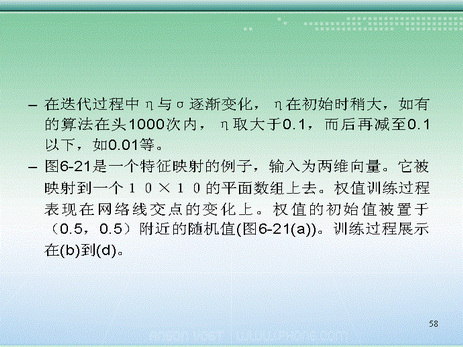 – 在迭代过程中η与σ逐渐变化，η在初始时稍大，如有
的算法在头1000次内，η取大于0.1，而后再减至0.1
以下，如0.01等。
– 图6-21是一个特征映射的例子，输入为两维向量。它被
映射到一个１０×１０的平面数组上去。权值训练过程
表现在网络线交点的变化上。权值的初始值被置于
（0.5，0.5）附近的随机值(图6-21(a))。训练过程展示
在(b)到(d)。
58